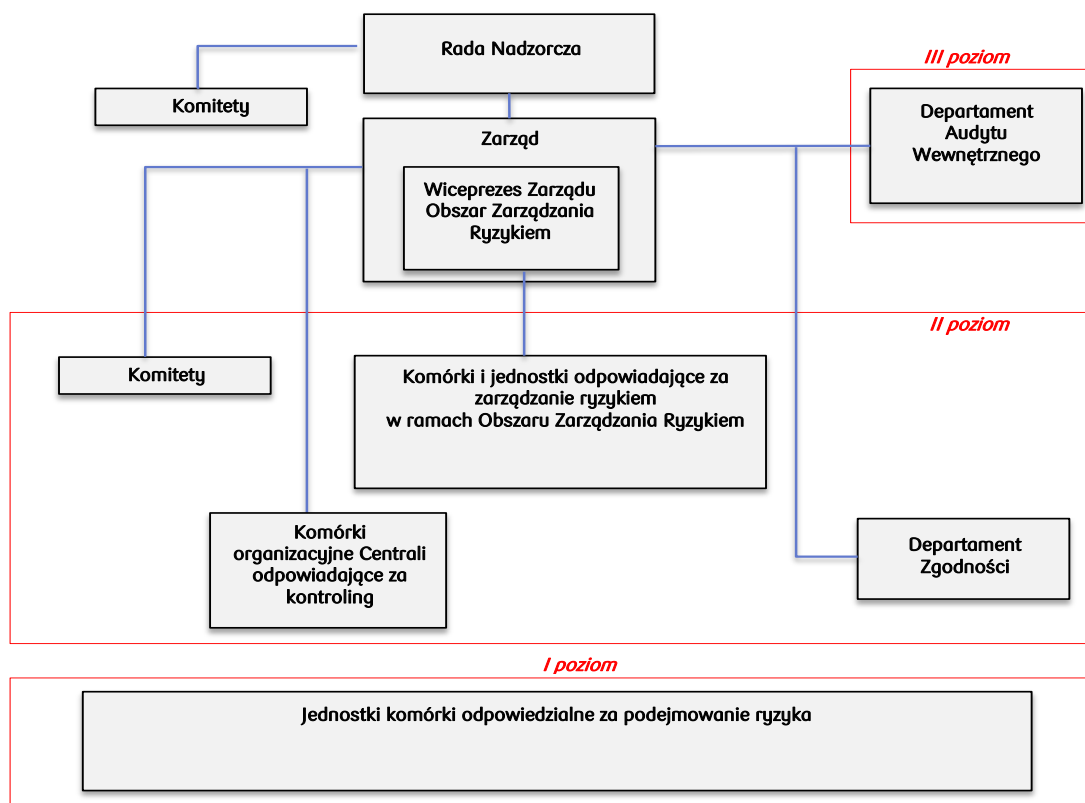 Rada Nadzorcza
III poziom
Komitety
Departament
Audytu
Wewnętrznego
Zarząd
Wiceprezes Zarządu
Obszar Zarządzania
Ryzykiem
II poziom
Komitety
Komórki i jednostki odpowiadające za
zarządzanie ryzykiem
w ramach Obszaru Zarządzania Ryzykiem
Komórki
organizacyjne Centrali
odpowiadające za
kontroling
Departament
Zgodności
I poziom
Jednostki komórki odpowiedzialne za podejmowanie ryzyka